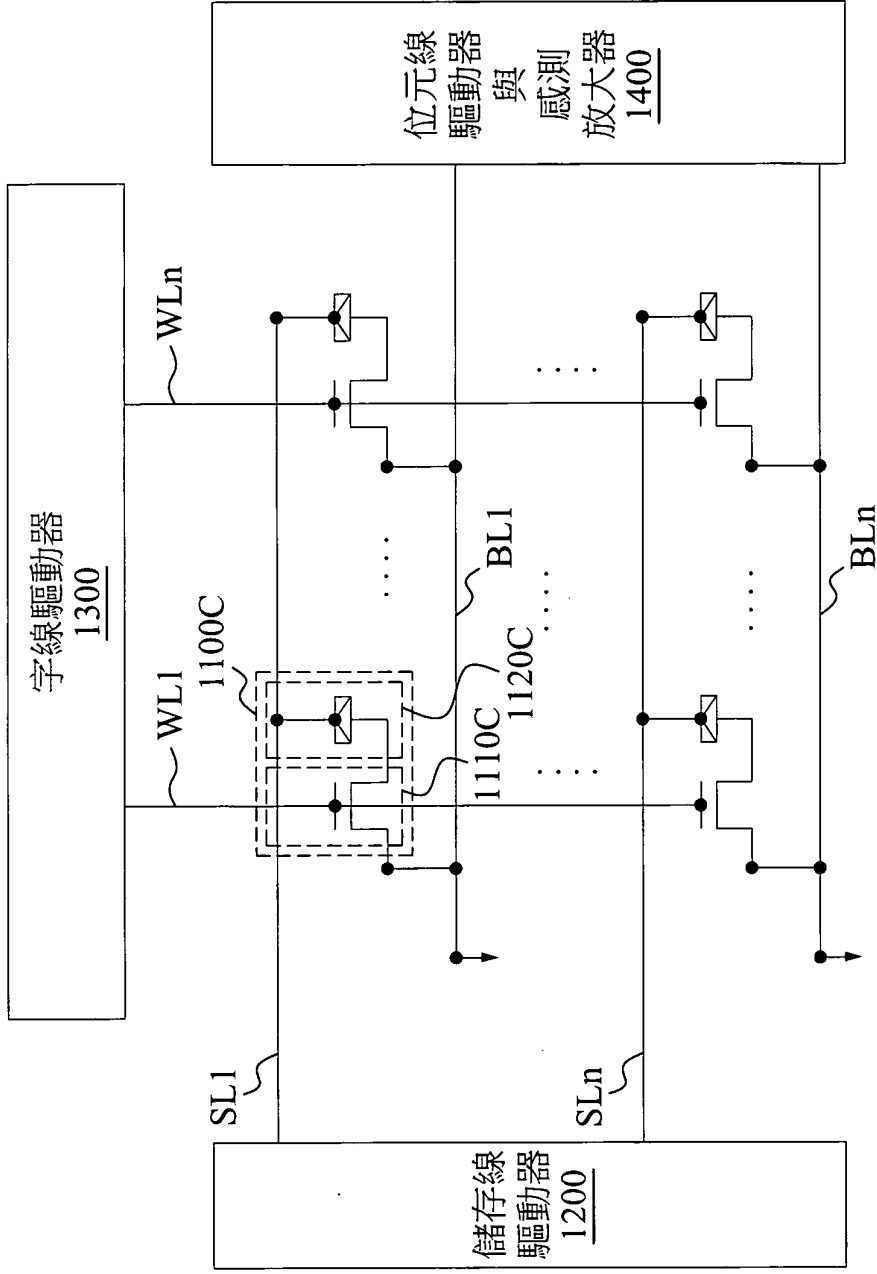 字線驅動器
1300
WL1
WLn
1100C
1120C
1110C
SL1
BL1
SLn
BLn
儲存線
驅動器
1200
位元線
驅動器
與
感測
放大器
1400